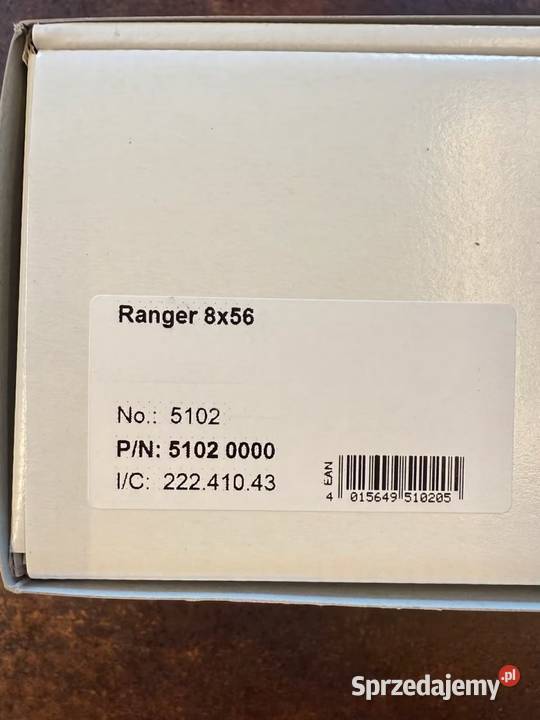 Ranger 8x56
No.: 5102
P/N: 5102 0000
I/C: 222.410.43
EAN
4 015649 510205
Sprzedajemy.pl